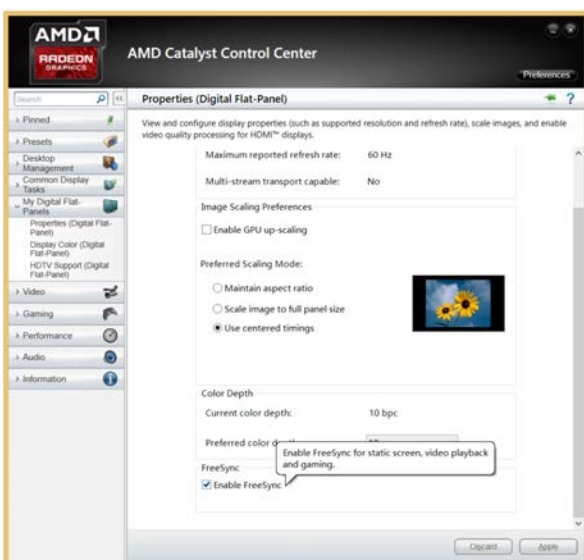 AMD
RADEON
GRAPHICS
AMD Catalyst Control Center
Preferences
Search
Properties (Digital Flat-Panel)
?
Pinned
Presets
Desktop
Management
Common Display
Tasks
My Digital Flat-
Panels
Properties (Digital Flat-
Panel)
Display Color (Digital
Flat-Panel)
HDTV Support (Digital
Flat-Panel)
Video
Gaming
Performance
Audio
Information
View and configure display properties (such as supported resolution and refresh rate), scale images, and enable
video quality processing for HDMI™ displays.
Maximum reported refresh rate: 60 Hz
Multi-stream transport capable: No
Image Scaling Preferences
Enable GPU up-scaling
Preferred Scaling Mode:
Maintain aspect ratio
Scale image to full panel size
Use centered timings
Color Depth
Current color depth: 10 bpc
Preferred color
Enable FreeSync for static screen, video playback
and gaming.
FreeSync
Enable FreeSync
Discard
Apply